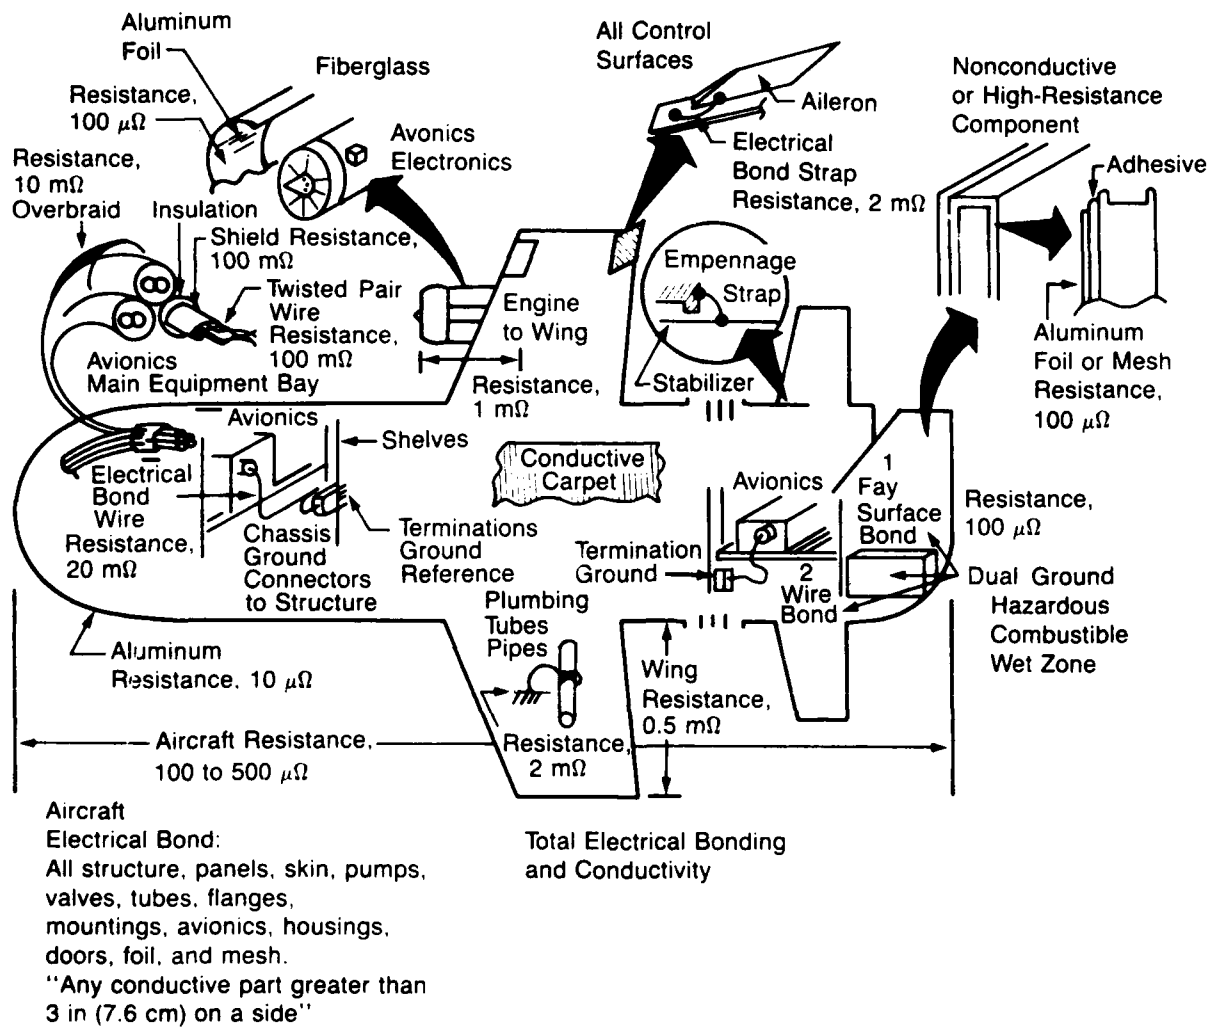 Aluminum
Foil
Fiberglass
Resistance,
100 μΩ
Avonics
Electronics
Resistance,
10 mΩ
Overbraid
Insulation
Shield Resistance,
100 mΩ
Twisted Pair
Wire
Resistance,
100 mΩ
Avionics
Main Equipment Bay
All Control
Surfaces
Aileron
Electrical
Bond Strap
Resistance, 2 mΩ
Nonconductive
or High-Resistance
Component
Adhesive
Aluminum
Foil or Mesh
Resistance,
100 μΩ
Empennage
Strap
Stabilizer
Engine
to Wing
Resistance,
1 mΩ
Avionics
Shelves
Electrical
Bond
Wire
Resistance,
20 mΩ
Chassis
Ground
Connectors
to Structure
Terminations
Ground
Reference
Conductive
Carpet
Avionics
Termination
Ground
1
Fay
Surface
Bond
2
Wire
Bond
Resistance,
100 μΩ
Dual Ground
Hazardous
Combustible
Wet Zone
Plumbing
Tubes
Pipes
Resistance,
2 mΩ
Wing
Resistance,
0.5 mΩ
Aluminum
Resistance, 10 μΩ
Aircraft Resistance,
100 to 500 μΩ
Aircraft
Electrical Bond:
All structure, panels, skin, pumps,
valves, tubes, flanges,
mountings, avionics, housings,
doors, foil, and mesh.
"Any conductive part greater than
3 in (7.6 cm) on a side"
Total Electrical Bonding
and Conductivity